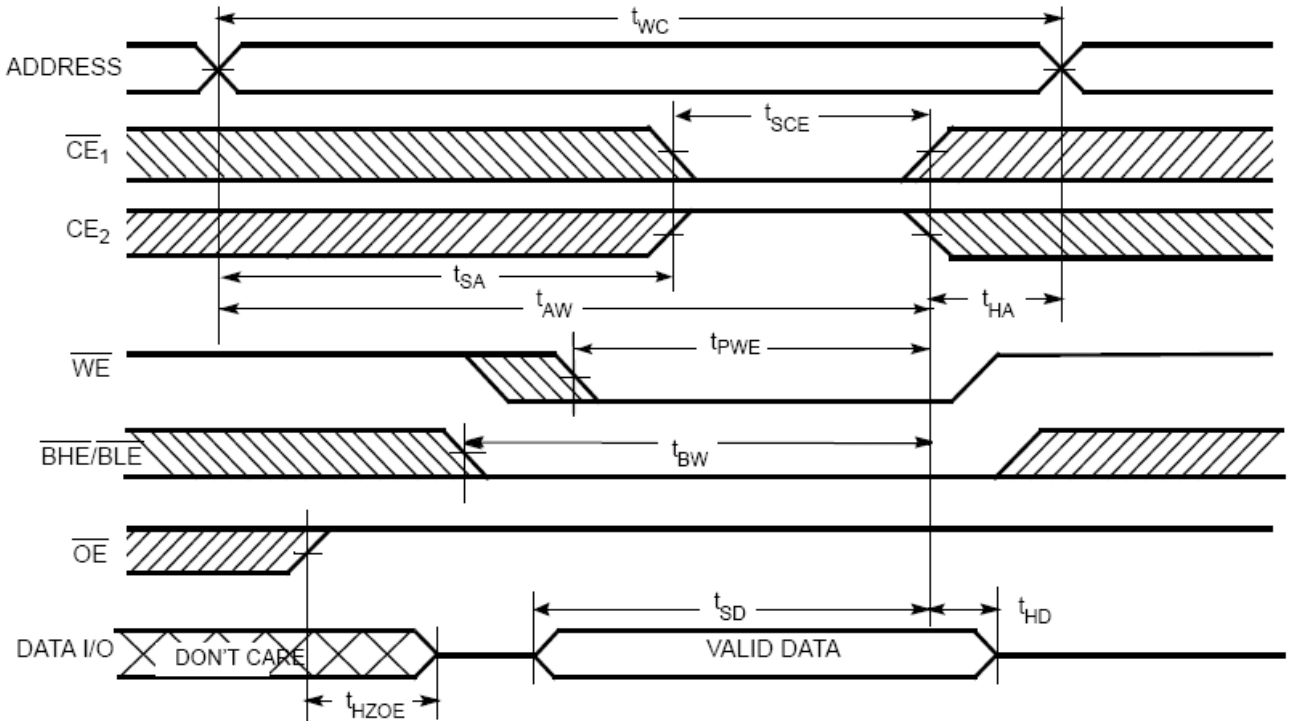 tWC
ADDRESS
tSCE
CE1
CE2
tSA
tAW
tHA
tPWE
WE
BHE/BLE
tBW
OE
tSD
tHD
DATA I/O
DON'T CARE
VALID DATA
tHZOE